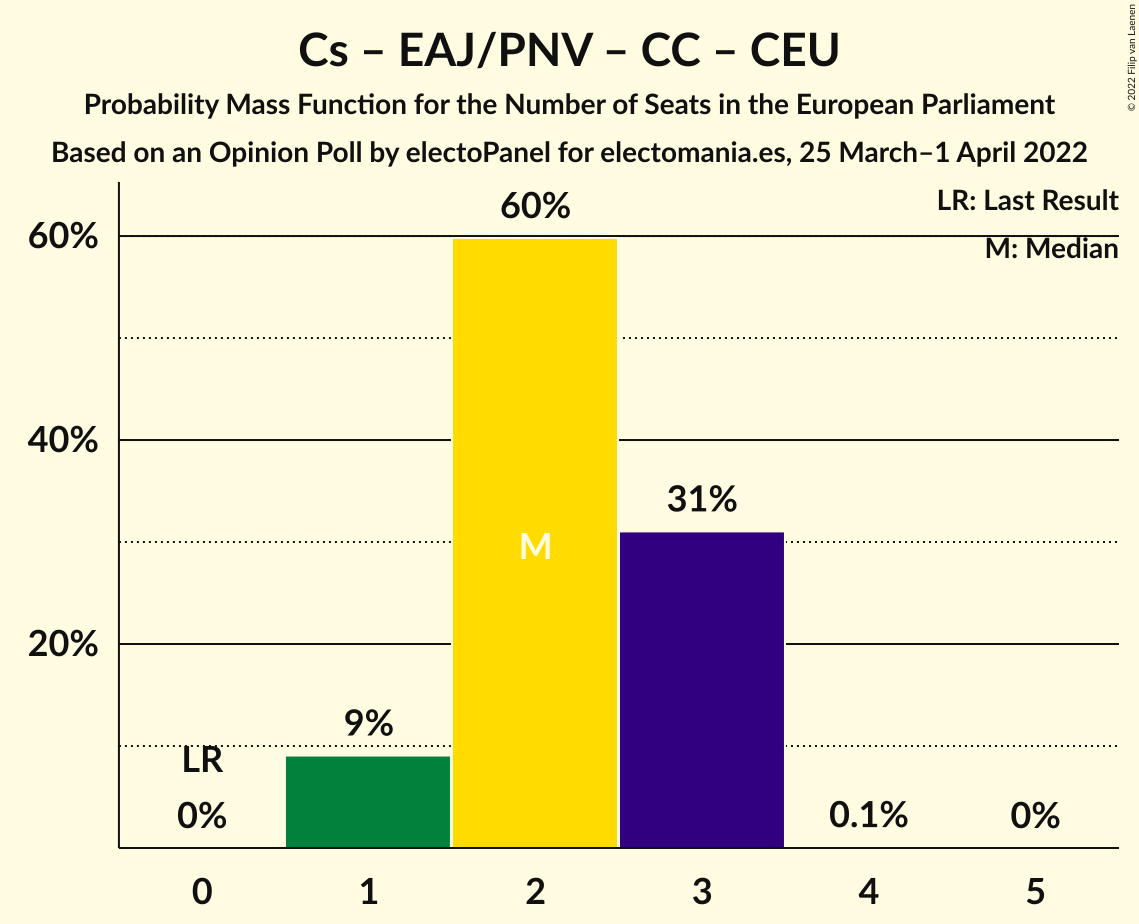 Cs – EAJ/PNV – CC – CEU
Probability Mass Function for the Number of Seats in the European Parliament
Based on an Opinion Poll by electoPanel for electomania.es, 25 March–1 April 2022
© 2022 Filip van Laenen
LR: Last Result
M: Median
60%
40%
20%
LR
0%
9%
60%
M
31%
0.1%
0%
0 1 2 3 4 5